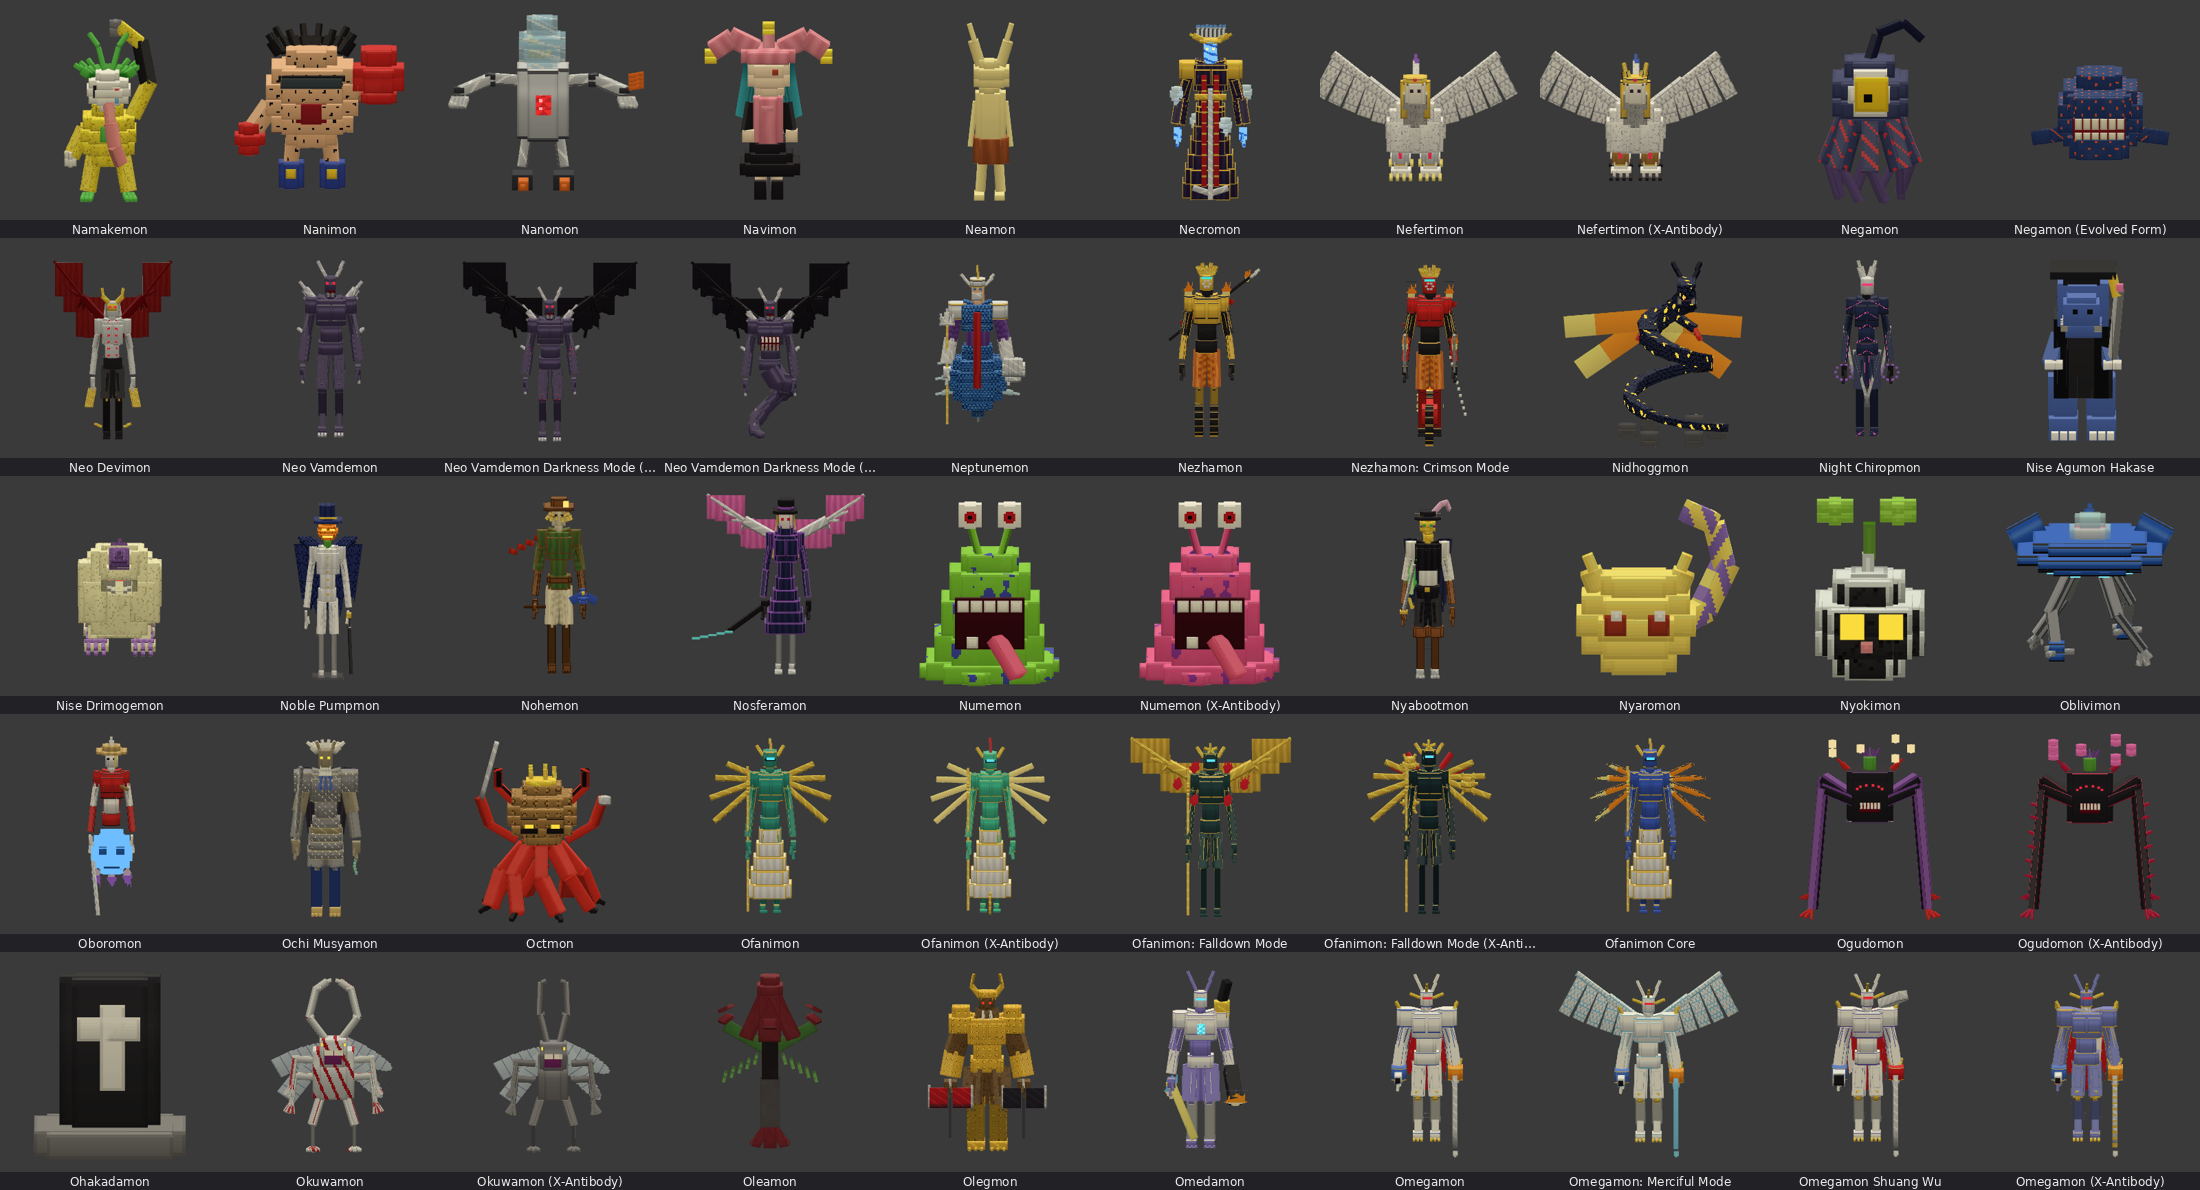 Namakemon
Nanimon
Nanomon
Navimon
Neamon
Necromon
Nefertimon
Nefertimon (X-Antibody)
Negamon
Negamon (Evolved Form)
Neo Devimon
Neo Vamdemon
Neo Vamdemon Darkness Mode (...
Neo Vamdemon Darkness Mode (...
Neptunemon
Nezhamon
Nezhamon: Crimson Mode
Nidhoggmon
Night Chiropmon
Nise Agumon Hakase
Nise Drimogemon
Noble Pumpmon
Nohemon
Nosferamon
Numemon
Numemon (X-Antibody)
Nyabootmon
Nyaromon
Nyokimon
Oblivimon
Oboromon
Ochi Musyamon
Octmon
Ofanimon
Ofanimon (X-Antibody)
Ofanimon: Falldown Mode
Ofanimon: Falldown Mode (X-Anti...
Ofanimon Core
Ogudomon
Ogudomon (X-Antibody)
Ohakadamon
Okuwamon
Okuwamon (X-Antibody)
Oleamon
Olegmon
Omedamon
Omegamon
Omegamon: Merciful Mode
Omegamon Shuang Wu
Omegamon (X-Antibody)